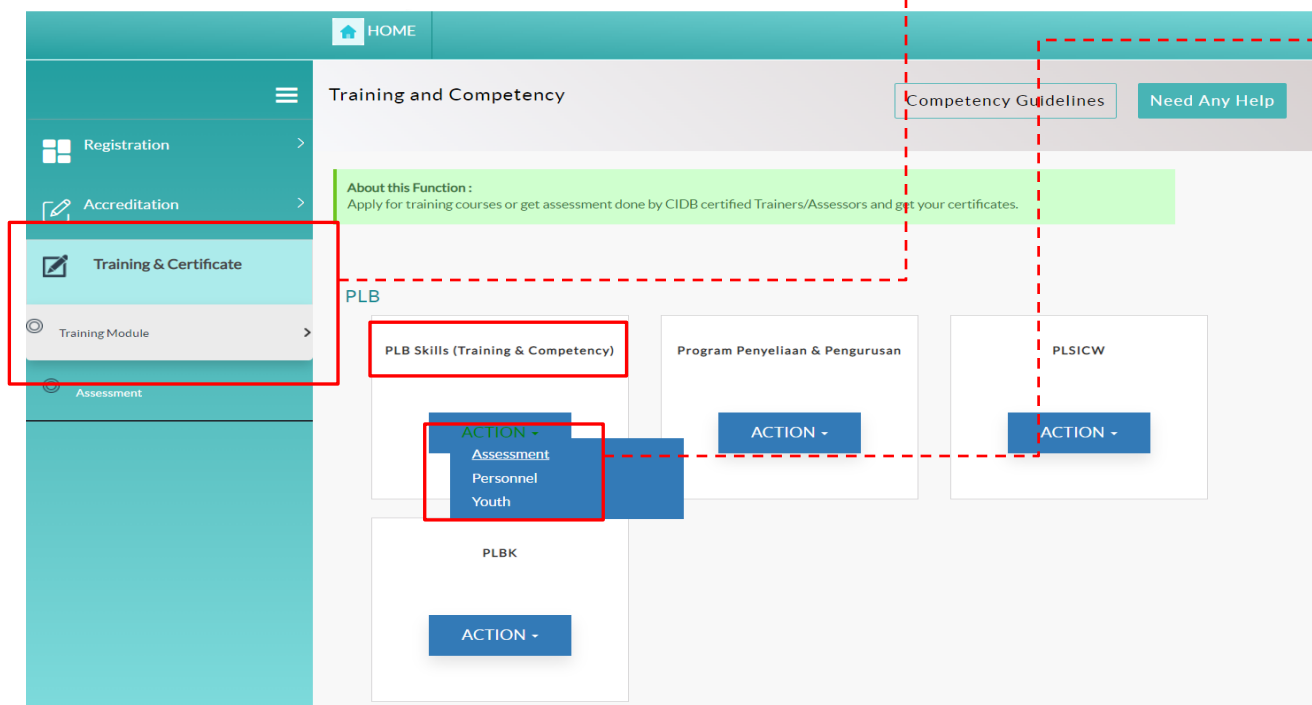 HOME
Training and Competency
Competency Guidelines
Need Any Help
Registration
Accreditation
Training & Certificate
Training Module
Assessment
About this Function :
Apply for training courses or get assessment done by CIDB certified Trainers/Assessors and get your certificates.
PLB
PLB Skills (Training & Competency)
Program Penyeliaan & Pengurusan
PLSICW
ACTION
Assessment
Personnel
Youth
ACTION
ACTION
PLBK
ACTION